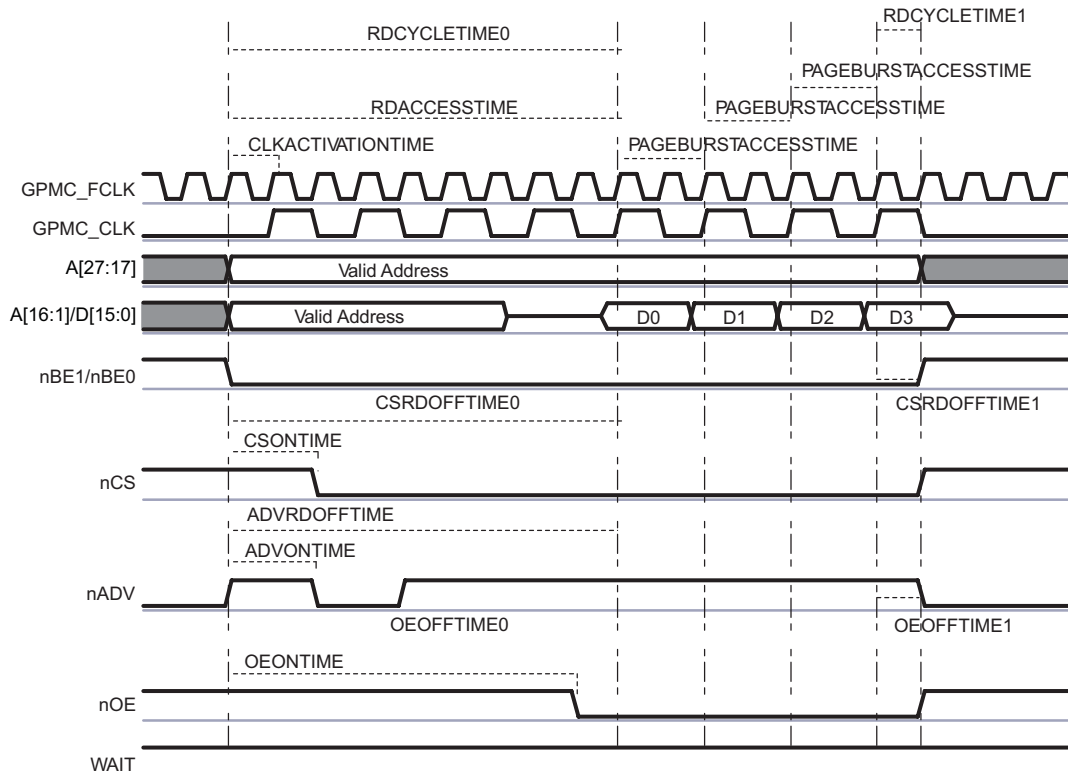 RDCYCLETIME1
RDCYCLETIME0
PAGEBURSTACCESSTIME
RDACCESSTIME
PAGEBURSTACCESSTIME
CLKACTIVATIONTIME
PAGEBURSTACCESSTIME
GPMC_FCLK
GPMC_CLK
A[27:17] Valid Address
A[16:1]/D[15:0] Valid Address D0 D1 D2 D3
nBE1/nBE0
CSRDOFFTIME0 CSRDOFFTIME1
CSONTIME
nCS
ADVRDOFFTIME
ADVONTIME
nADV
OEOFFTIME0 OEOFFTIME1
OEONTIME
nOE
WAIT